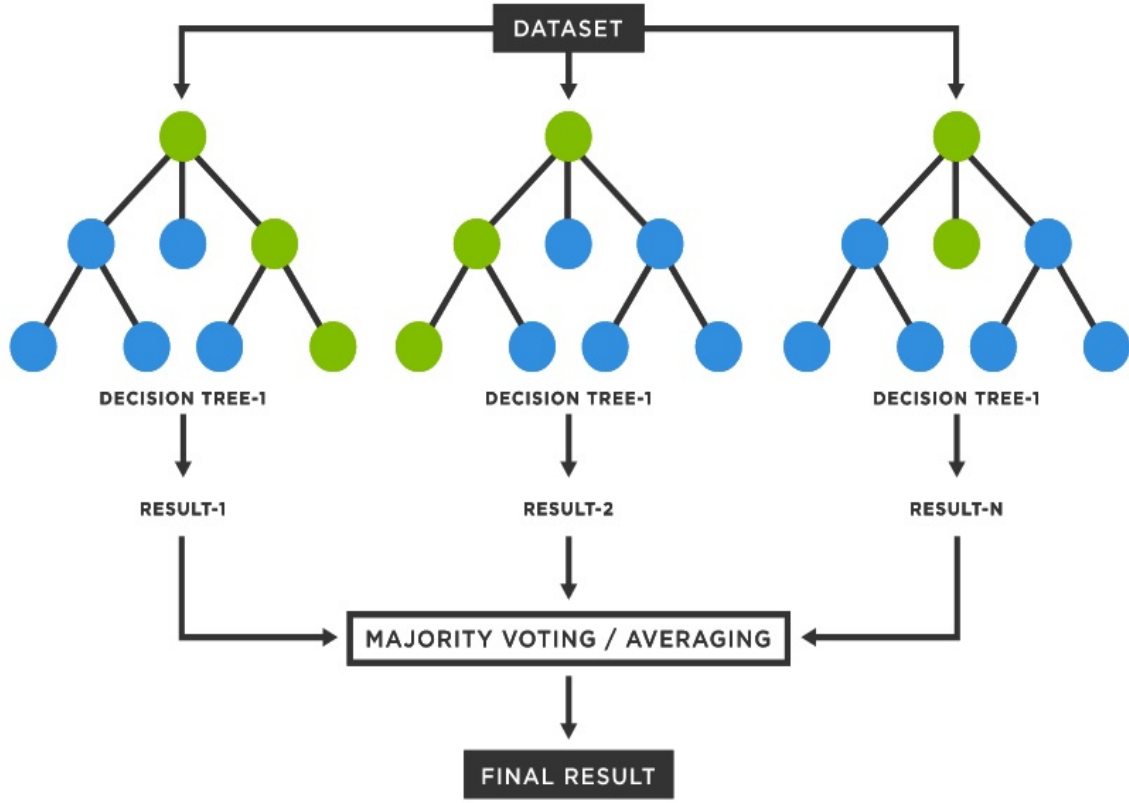 DATASET
DECISION TREE-1
DECISION TREE-1
DECISION TREE-1
RESULT-1
RESULT-2
RESULT-N
MAJORITY VOTING / AVERAGING
FINAL RESULT